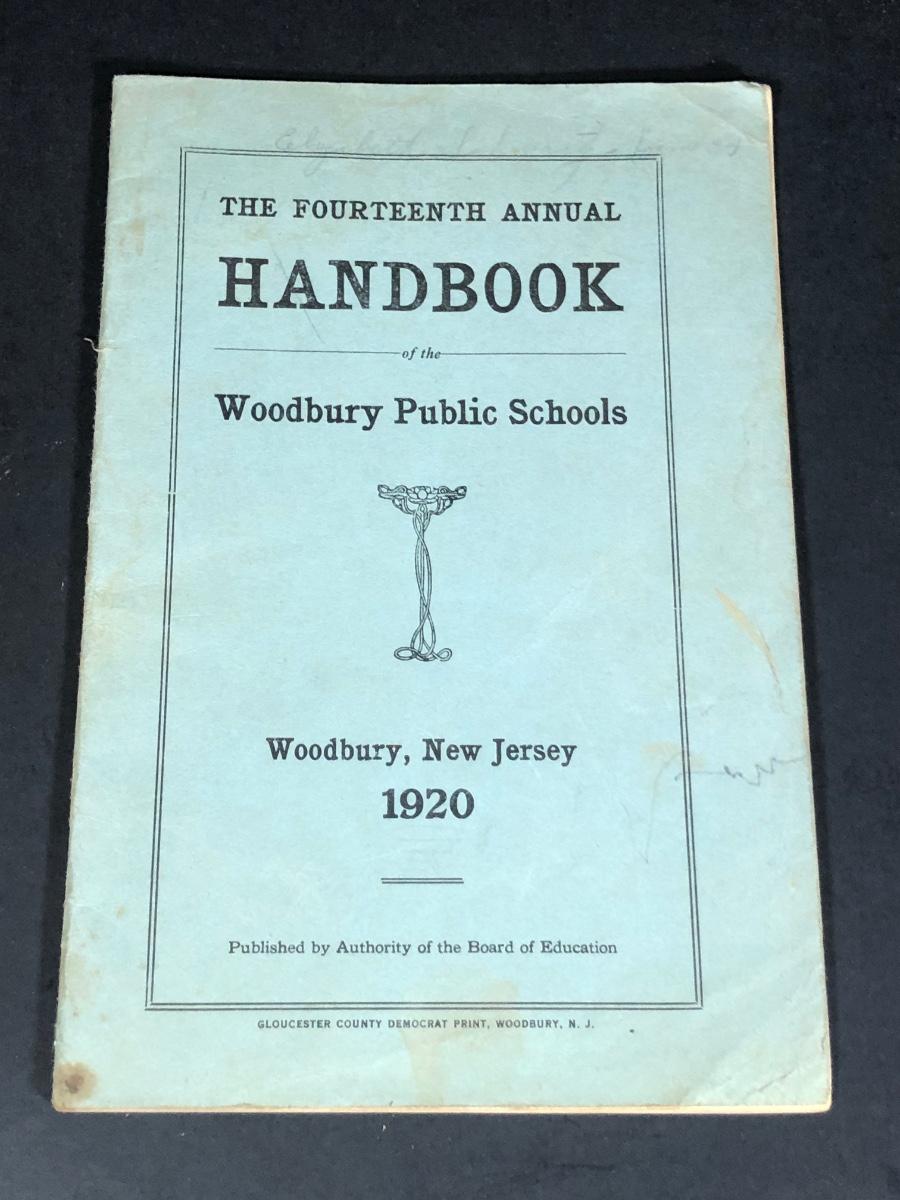 Elizabeth
THE FOURTEENTH ANNUAL
HANDBOOK
of the
Woodbury Public Schools
Woodbury, New Jersey
1920
Published by Authority of the Board of Education
GLOUCESTER COUNTY DEMOCRAT PRINT, WOODBURY, N. J.